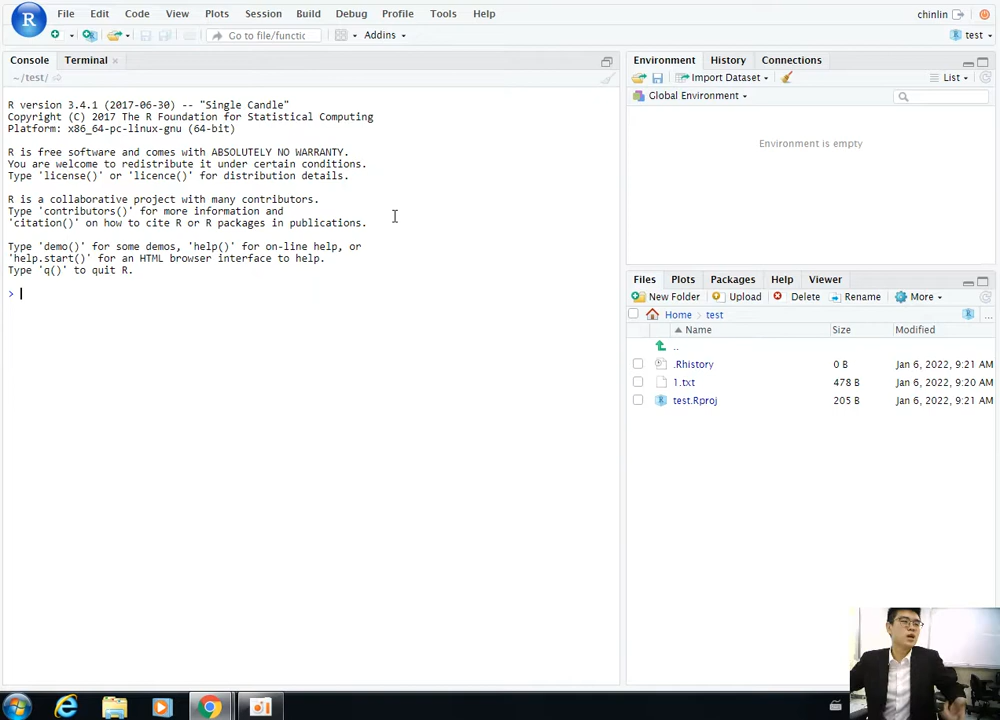 File Edit Code View Plots Session Build Debug Profile Tools Help
chinlin
Go to file/functic
Addins
test
Console Terminal
~/test/
R version 3.4.1 (2017-06-30) -- "Single Candle"
Copyright (C) 2017 The R Foundation for Statistical Computing
Platform: x86_64-pc-linux-gnu (64-bit)
R is free software and comes with ABSOLUTELY NO WARRANTY.
You are welcome to redistribute it under certain conditions.
Type 'license()' or 'licence()' for distribution details.
R is a collaborative project with many contributors.
Type 'contributors()' for more information and
'citation()' on how to cite R or R packages in publications.
Type 'demo()' for some demos, 'help()' for on-line help, or
'help.start()' for an HTML browser interface to help.
Type 'q()' to quit R.
>
Environment History Connections
Import Dataset
List
Global Environment
Environment is empty
Files Plots Packages Help Viewer
New Folder Upload Delete Rename More
Home test ...
Name Size Modified
..
.Rhistory 0 B Jan 6, 2022, 9:21 AM
1.txt 478 B Jan 6, 2022, 9:20 AM
test.Rproj 205 B Jan 6, 2022, 9:21 AM